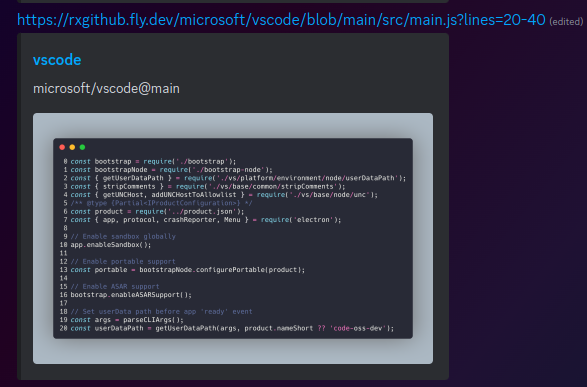 https://rxgithub.fly.dev/microsoft/vscode/blob/main/src/main.js?lines=20-40 (edited)
vscode
microsoft/vscode@main
0 const bootstrap = require('./bootstrap');
1 const bootstrapNode = require('./bootstrap-node');
2 const { getUserDataPath } = require('./vs/platform/environment/node/userDataPath');
3 const { stripComments } = require('./vs/base/common/stripComments');
4 const { getUNCHost, addUNCHostToAllowlist } = require('./vs/base/node/unc');
5 /** @type {Partial<IProductConfiguration>} */
6 const product = require('../product.json');
7 const { app, protocol, crashReporter, Menu } = require('electron');
8
9 // Enable sandbox globally
10 app.enableSandbox();
11
12 // Enable portable support
13 const portable = bootstrapNode.configurePortable(product);
14
15 // Enable ASAR support
16 bootstrap.enableASARSupport();
17
18 // Set userData path before app 'ready' event
19 const args = parseCLIArgs();
20 const userDataPath = getUserDataPath(args, product.nameShort ?? 'code-oss-dev');